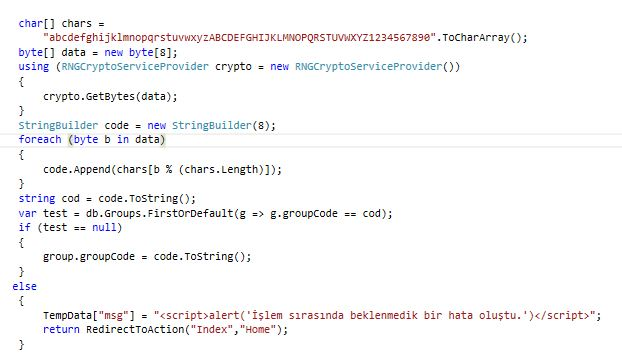 char[] chars =
"abcdefghijklmnopqrstuvwxyzABCDEFGHIJKLMNOPQRSTUVWXYZ1234567890".ToCharArray();
byte[] data = new byte[8];
using (RNGCryptoServiceProvider crypto = new RNGCryptoServiceProvider())
{
crypto.GetBytes(data);
}
StringBuilder code = new StringBuilder(8);
foreach (byte b in data)
{
code.Append(chars[b % (chars.Length)]);
}
string cod = code.ToString();
var test = db.Groups.FirstOrDefault(g => g.groupCode == cod);
if (test == null)
{
group.groupCode = code.ToString();
}
else
{
TempData["msg"] = "<script>alert('İşlem sırasında beklenmedik bir hata oluştu.')</script>";
return RedirectToAction("Index","Home");
}